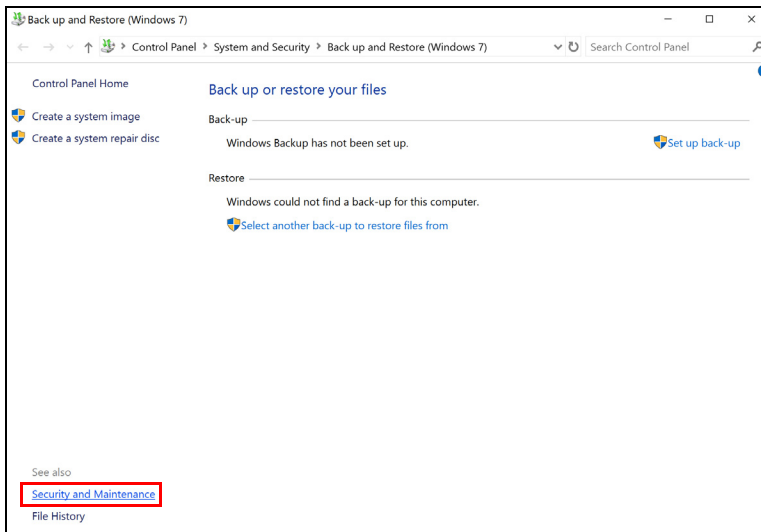 Back up and Restore (Windows 7)
Control Panel > System and Security > Back up and Restore (Windows 7)
Search Control Panel
Control Panel Home
Create a system image
Create a system repair disc
Back up or restore your files
Back-up
Windows Backup has not been set up.
Set up back-up
Restore
Windows could not find a back-up for this computer.
Select another back-up to restore files from
See also
Security and Maintenance
File History